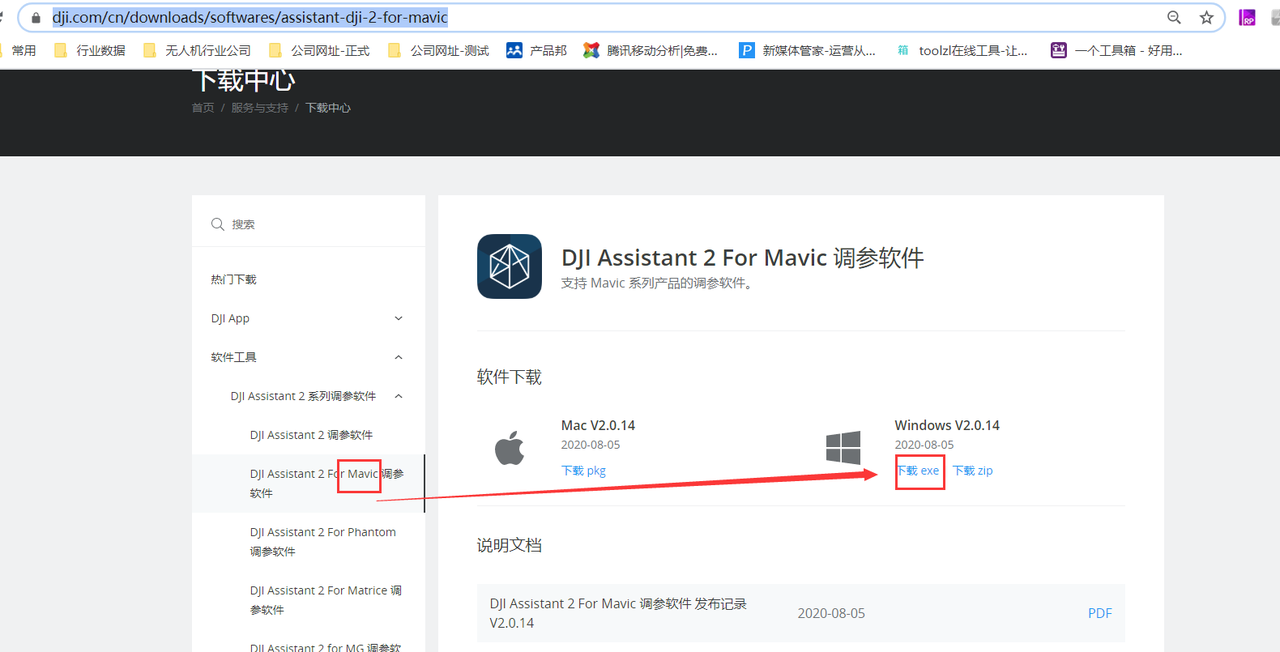 dji.com/cn/downloads/softwares/assistant-dji-2-for-mavic
常用 行业数据 无人机行业公司 公司网址-正式 公司网址-测试 产品邦 腾讯移动分析|免费... P 新媒体管家-运营从... 箱 toolzl在线工具-让... 一个工具箱 - 好用...
下载中心
首页 / 服务与支持 / 下载中心
搜索
热门下载
DJI App
软件工具
DJI Assistant 2 系列调参软件
DJI Assistant 2 调参软件
DJI Assistant 2 For Mavic 调参
软件
DJI Assistant 2 For Phantom
调参软件
DJI Assistant 2 For Matrice 调
参软件
DJI Assistant 2 for MG 调参软
DJI Assistant 2 For Mavic 调参软件
支持 Mavic 系列产品的调参软件。
软件下载
Mac V2.0.14
2020-08-05
下载 pkg
Windows V2.0.14
2020-08-05
下载 exe 下载 zip
说明文档
DJI Assistant 2 For Mavic 调参软件 发布记录
V2.0.14
2020-08-05
PDF